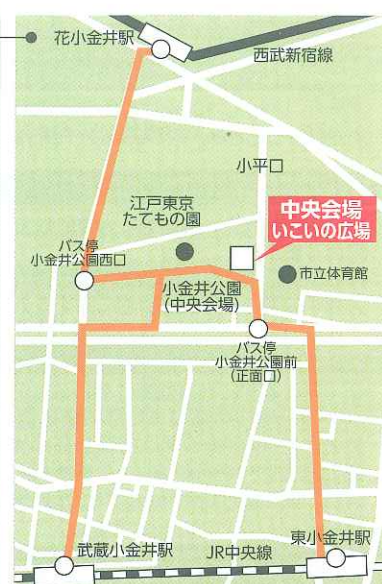 花小金井駅
西武新宿線
小平口
江戸東京
たてもの園
中央会場
いこいの広場
バス停
小金井公園西口
市立体育館
小金井公園
(中央会場)
バス停
小金井公園前
(正面口)
武蔵小金井駅
JR中央線
東小金井駅